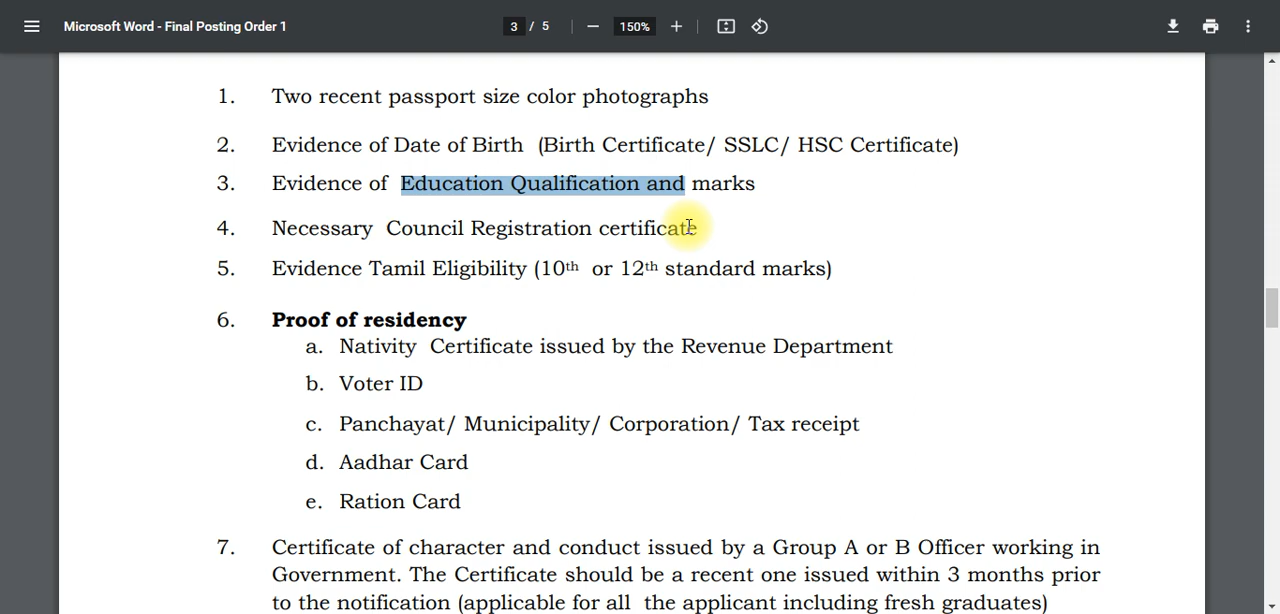 Microsoft Word - Final Posting Order 1 3 / 5 150%
1. Two recent passport size color photographs
2. Evidence of Date of Birth (Birth Certificate/ SSLC/ HSC Certificate)
3. Evidence of Education Qualification and marks
4. Necessary Council Registration certificate
5. Evidence Tamil Eligibility (10th or 12th standard marks)
6. Proof of residency
a. Nativity Certificate issued by the Revenue Department
b. Voter ID
c. Panchayat/ Municipality/ Corporation/ Tax receipt
d. Aadhar Card
e. Ration Card
7. Certificate of character and conduct issued by a Group A or B Officer working in
Government. The Certificate should be a recent one issued within 3 months prior
to the notification (applicable for all the applicant including fresh graduates)